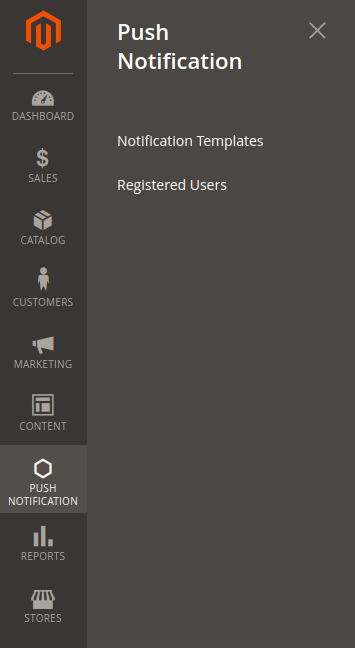 Push
Notification
Notification Templates
Registered Users
DASHBOARD
$
SALES
CATALOG
CUSTOMERS
MARKETING
CONTENT
PUSH
NOTIFICATION
REPORTS
STORES